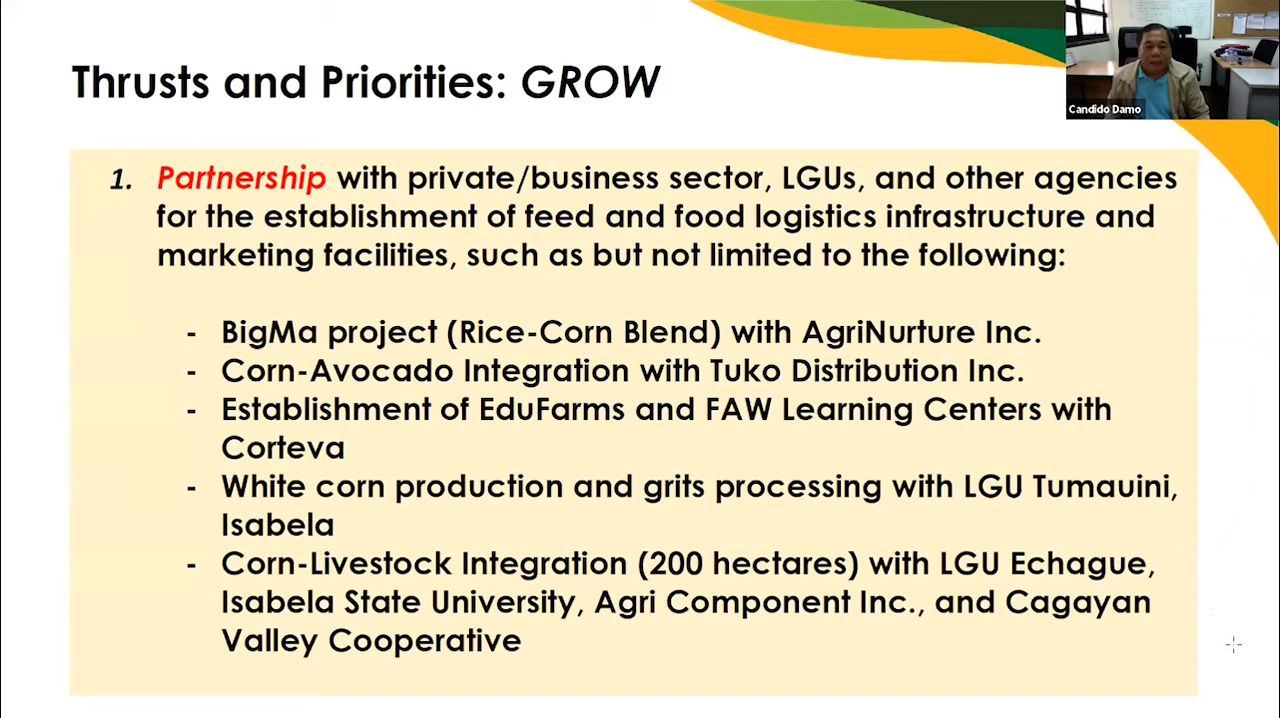 Thrusts and Priorities: GROW
Candido Damo
1. Partnership with private/business sector, LGUs, and other agencies
for the establishment of feed and food logistics infrastructure and
marketing facilities, such as but not limited to the following:
- BigMa project (Rice-Corn Blend) with AgriNurture Inc.
- Corn-Avocado Integration with Tuko Distribution Inc.
- Establishment of EduFarms and FAW Learning Centers with
Corteva
- White corn production and grits processing with LGU Tumauini,
Isabela
- Corn-Livestock Integration (200 hectares) with LGU Echague,
Isabela State University, Agri Component Inc., and Cagayan
Valley Cooperative